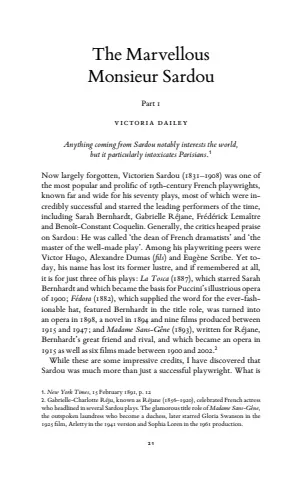 The Marvellous
Monsieur Sardou
Part 1
VICTORIA DAILEY
Anything coming from Sardou notably interests the world,
but it particularly intoxicates Parisians.¹
Now largely forgotten, Victorien Sardou (1831–1908) was one of
the most popular and prolific of 19th-century French playwrights,
known far and wide for his seventy plays, most of which were in-
credibly successful and starred the leading performers of the time,
including Sarah Bernhardt, Gabrielle Réjane, Frédérick Lemaître
and Benoît-Constant Coquelin. Generally, the critics heaped praise
on Sardou: He was called ‘the dean of French dramatists’ and ‘the
master of the well-made play’. Among his playwriting peers were
Victor Hugo, Alexandre Dumas (fils) and Eugène Scribe. Yet to-
day, his name has lost its former lustre, and if remembered at all,
it is for just three of his plays: La Tosca (1887), which starred Sarah
Bernhardt and which became the basis for Puccini’s illustrious opera
of 1900; Fédora (1882), which supplied the word for the ever-fash-
ionable hat, featured Bernhardt in the title role, was turned into
an opera in 1898, a novel in 1894 and nine films produced between
1915 and 1947; and Madame Sans-Gêne (1893), written for Réjane,
Bernhardt’s great friend and rival, and which became an opera in
1915 as well as six films made between 1900 and 2002.²
While these are some impressive credits, I have discovered that
Sardou was much more than just a successful playwright. What is
1. New York Times, 15 February 1891, p. 12
2. Gabrielle-Charlotte Réju, known as Réjane (1856–1920), celebrated French actress
who headlined in several Sardou plays. The glamorous title role of Madame Sans-Gêne,
the outspoken laundress who become a duchess, later starred Gloria Swanson in the
1925 film, Arletty in the 1941 version and Sophia Loren in the 1961 production.
21